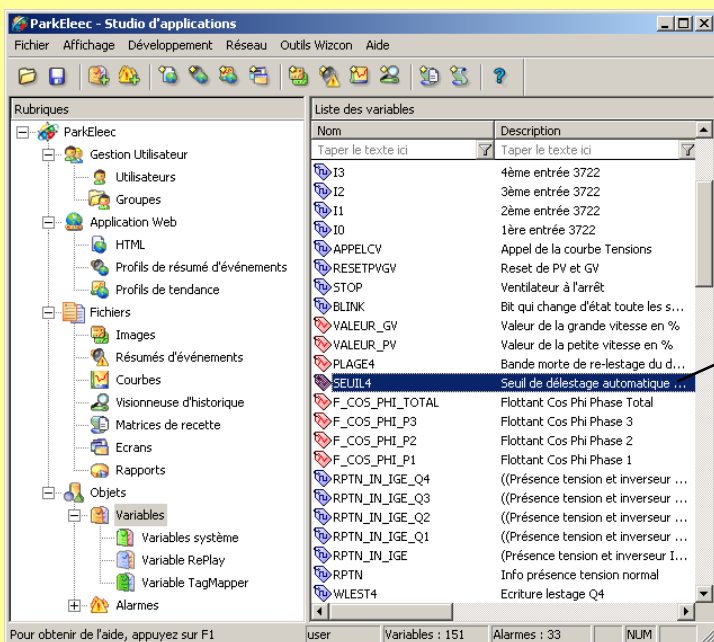 ParkEleec - Studio d'applications
Fichier Affichage Développement Réseau Outils Wizcon Aide
Rubriques
ParkEleec
Gestion Utilisateur
Utilisateurs
Groupes
Application Web
HTML
Profils de résumé d'événements
Profils de tendance
Fichiers
Images
Résumés d'événements
Courbes
Visionneuse d'historique
Matrices de recette
Ecrans
Rapports
Objets
Variables
Variables système
Variable RePlay
Variable TagMapper
Alarmes
Liste des variables
Nom Description
Taper le texte ici Taper le texte ici
I3 4ème entrée 3722
I2 3ème entrée 3722
I1 2ème entrée 3722
I0 1ère entrée 3722
APPELCV Appel de la courbe Tensions
RESETPVGV Reset de PV et GV
STOP Ventilateur à l'arrêt
BLINK Bit qui change d'état toute les s...
VALEUR_GV Valeur de la grande vitesse en %
VALEUR_PV Valeur de la petite vitesse en %
PLAGE4 Bande morte de re-lestage du d...
SEUIL4 Seuil de délestage automatique ...
F_COS_PHI_TOTAL Flottant Cos Phi Phase Total
F_COS_PHI_P3 Flottant Cos Phi Phase 3
F_COS_PHI_P2 Flottant Cos Phi Phase 2
F_COS_PHI_P1 Flottant Cos Phi Phase 1
RPTN_IN_IGE_Q4 ((Présence tension et inverseur ...
RPTN_IN_IGE_Q3 ((Présence tension et inverseur ...
RPTN_IN_IGE_Q2 ((Présence tension et inverseur ...
RPTN_IN_IGE_Q1 ((Présence tension et inverseur ...
RPTN_IN_IGE (Présence tension et inverseur I...
RPTN Info présence tension normal
WLEST4 Ecriture lestage Q4
Pour obtenir de l'aide, appuyez sur F1 user Variables : 151 Alarmes : 33 NUM